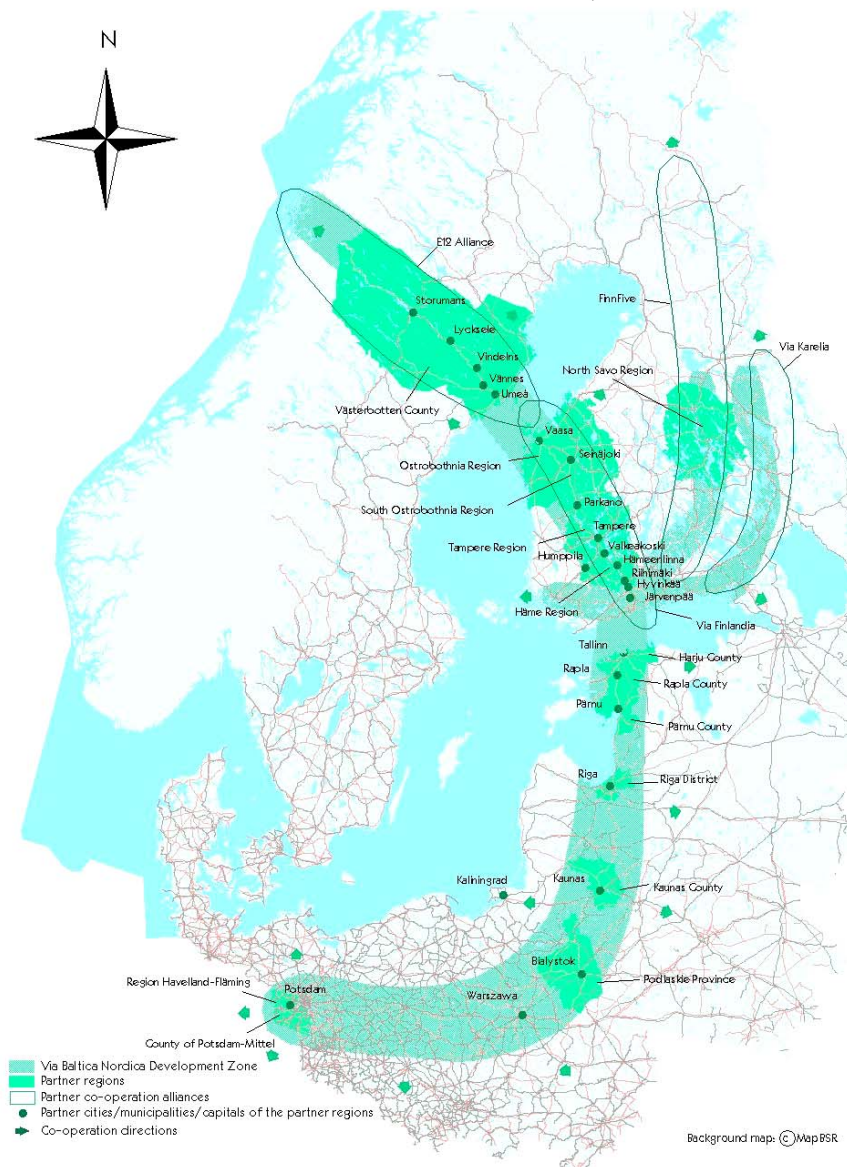 N
E12 Alliance
FinnFive
Storumans
Lycksele
Via Karelia
Vindelns
North Savo Region
Vännes
Umeå
Västerbotten County
Vaasa
Seinäjoki
Ostrobothnia Region
Parkano
South Ostrobothnia Region
Tampere
Tampere Region
Valkeakoski
Humppila
Hämeenlinna
Riihimäki
Hyvinkää
Järvenpää
Häme Region
Via Finlandia
Tallinn
Harju County
Rapla
Rapla County
Pärnu
Pärnu County
Riga
Riga District
Kaliningrad
Kaunas
Kaunas County
Bialystok
Region Havelland-Fläming
Podlaskie Province
Potsdam
Warszawa
County of Potsdam-Mittel
Via Baltica Nordica Development Zone
Partner regions
Partner co-operation alliances
Partner cities/municipalities/capitals of the partner regions
Co-operation directions
Background map: © MapBSR